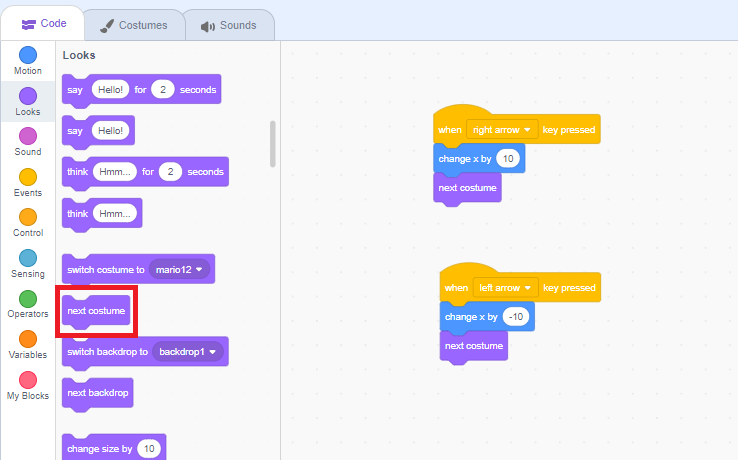 Code Costumes Sounds
Motion
Looks
Sound
Events
Control
Sensing
Operators
Variables
My Blocks
Looks
say Hello! for 2 seconds
say Hello!
think Hmm... for 2 seconds
think Hmm...
switch costume to mario12
next costume
switch backdrop to backdrop1
next backdrop
change size by 10
when right arrow key pressed
change x by 10
next costume
when left arrow key pressed
change x by -10
next costume